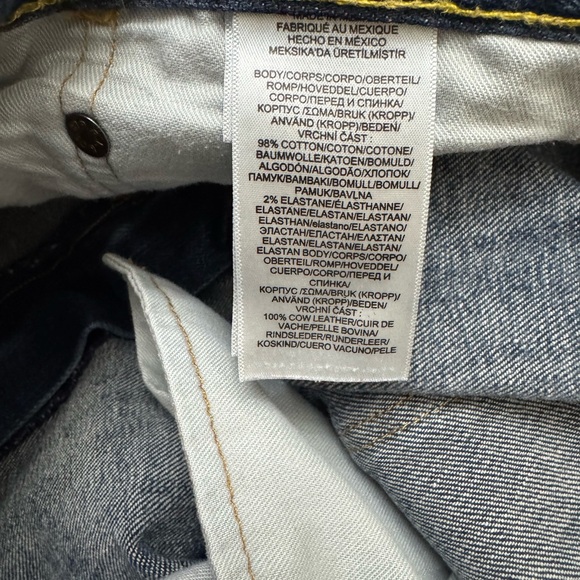 MADE IN MEXICO
FABRIQUÉ AU MEXIQUE
HECHO EN MÉXICO
MEKSIKA'DA ÜRETİLMİŞTİR
BODY/CORPS/CORPO/OBERTEIL/
ROMP/HOVEDDEL/CUERPO/
CORPO/ПЕРЕД И СПИНКА/
КОРПУС /ΣΩΜΑ/BRUK (KROPP)/
ANVÄND (KROPP)/BEDEN/
VRCHNÍ ČÁST :
98% COTTON/COTON/COTONE/
BAUMWOLLE/KATOEN/BOMULD/
ALGODÓN/ALGODÃO/ХЛОПОК/
ПАМУК/ΒΑΜΒΑΚΙ/BOMULL/BOMULL/
PAMUK/BAVLNA
2% ELASTANE/ÉLASTHANNE/
ELASTANE/ELASTAN/ELASTAAN/
ELASTHAN/elastano/ELASTANO/
ЭЛАСТАН/ЕЛАСТАН/ΕΛΑΣΤΑΝ/
ELASTAN/ELASTAN/ELASTAN/
ELASTAN BODY/CORPS/CORPO/
OBERTEIL/ROMP/HOVEDDEL/
CUERPO/CORPO/ПЕРЕД И
СПИНКА/
КОРПУС /ΣΩΜΑ/BRUK (KROPP)/
ANVÄND (KROPP)/BEDEN/
VRCHNÍ ČÁST :
100% COW LEATHER/CUIR DE
VACHE/PELLE BOVINA/
RINDSLEDER/RUNDERLEER/
KOSKIND/CUERO VACUNO/PELE